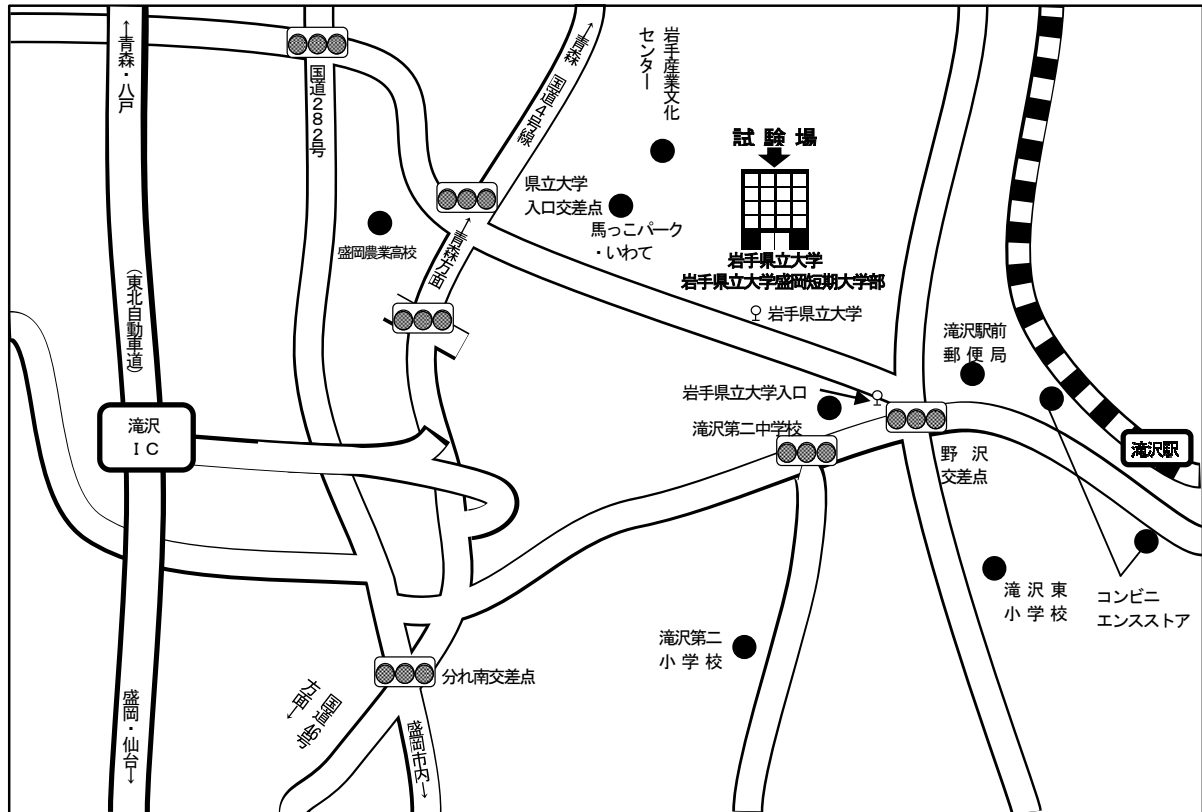 ←青森・八戸
国道282号
←青森 国道4号線
岩手産業文化
センター
試験場
県立大学
入口交差点
馬っこパーク
・いわて
盛岡農業高校
←青森方面
岩手県立大学
岩手県立大学盛岡短期大学部
岩手県立大学
(東北自動車道)
滝沢駅前
郵便局
岩手県立大学入口
滝沢第二中学校
滝沢
IC
野沢
交差点
滝沢駅
滝沢東
小学校
コンビニ
エンスストア
滝沢第二
小学校
分れ南交差点
国道46号
方面→
盛岡・仙台→
盛岡市内→